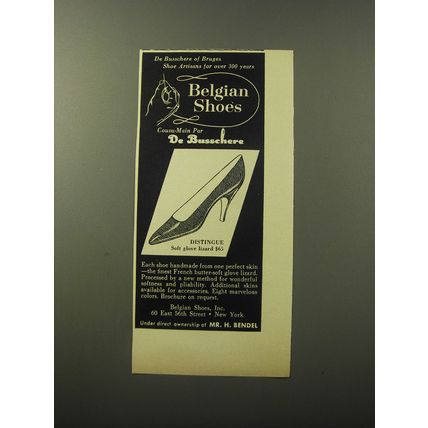 De Busschere of Bruges
Shoe Artisans for over 300 years
Belgian
Shoes
Cousu-Main Par
De Busschere
DISTINGUE
Soft glove lizard $65
Each shoe handmade from one perfect skin
—the finest French butter-soft glove lizard.
Processed by a new method for wonderful
softness and pliability. Additional skins
available for accessories. Eight marvelous
colors. Brochure on request.
Belgian Shoes, Inc.
60 East 56th Street • New York
Under direct ownership of MR. H. BENDEL